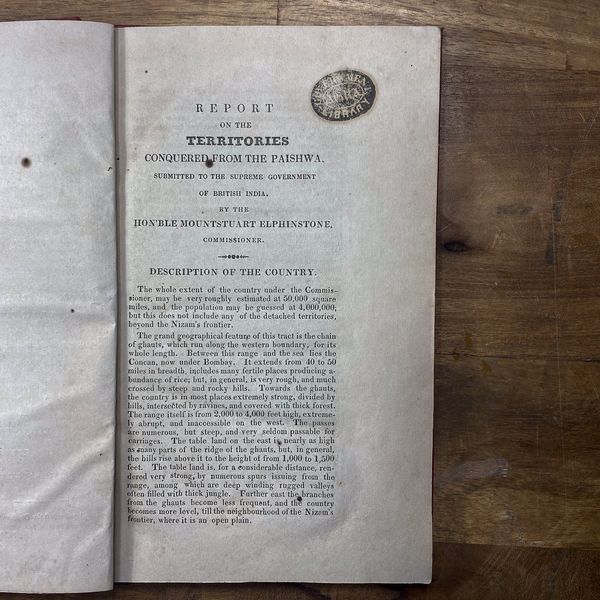 GOVERNMENT
LIBRARY
REPORT
ON THE
TERRITORIES
CONQUERED FROM THE PAISHWA.
SUBMITTED TO THE SUPREME GOVERNMENT
OF BRITISH INDIA.
BY THE
HON'BLE MOUNTSTUART ELPHINSTONE,
COMMISSIONER.
DESCRIPTION OF THE COUNTRY.
The whole extent of the country under the Commis-
sioner, may be very roughly estimated at 50,000 square
miles, and the population may be guessed at 4,000,000;
but this does not include any of the detached territories,
beyond the Nizam's frontier.
The grand geographical feature of this tract is the chain
of ghauts, which run along the western boundary, for its
whole length. Between this range and the sea lies the
Concan, now under Bombay. It extends from 40 to 50
miles in breadth, includes many fertile places producing a-
bundance of rice; but, in general, is very rough, and much
crossed by steep and rocky hills. Towards the ghauts,
the country is in most places extremely strong, divided by
hills, intersected by ravines, and covered with thick forest.
The range itself is from 2,000 to 4,000 feet high, extreme-
ly abrupt, and inaccessible on the west. The passes
are numerous, but steep, and very seldom passable for
carriages. The table land on the east is nearly as high
as many parts of the ridge of the ghauts, but, in general,
the hills rise above it to the height of from 1,000 to 1,500
feet. The table land is, for a considerable distance, ren-
dered very strong, by numerous spurs issuing from the
range, among which are deep winding rugged valleys
often filled with thick jungle. Further east the branches
from the ghauts become less frequent, and the country
becomes more level, till the neighbourhood of the Nizam's
frontier, where it is an open plain.